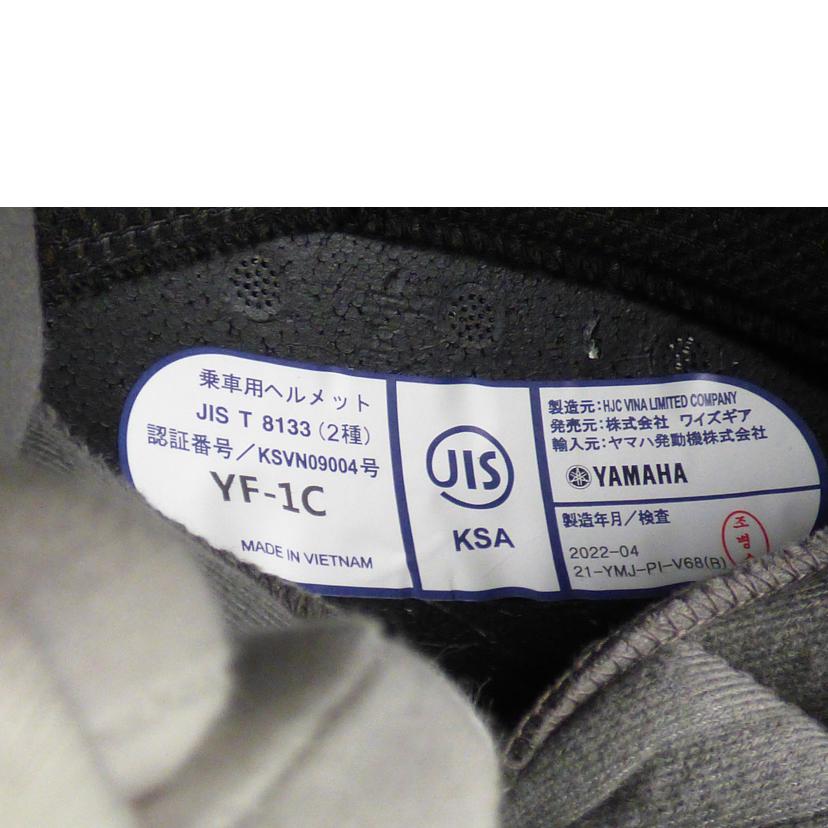 乗車用ヘルメット
JIS T 8133（2種）
認証番号／KSVN09004号
YF-1C
MADE IN VIETNAM
JIS
KSA
製造元：HJC VINA LIMITED COMPANY
発売元：株式会社 ワイズギア
輸入元：ヤマハ発動機株式会社
YAMAHA
製造年月／検査
2022-04
21-YMJ-PI-V68(B)
조
병